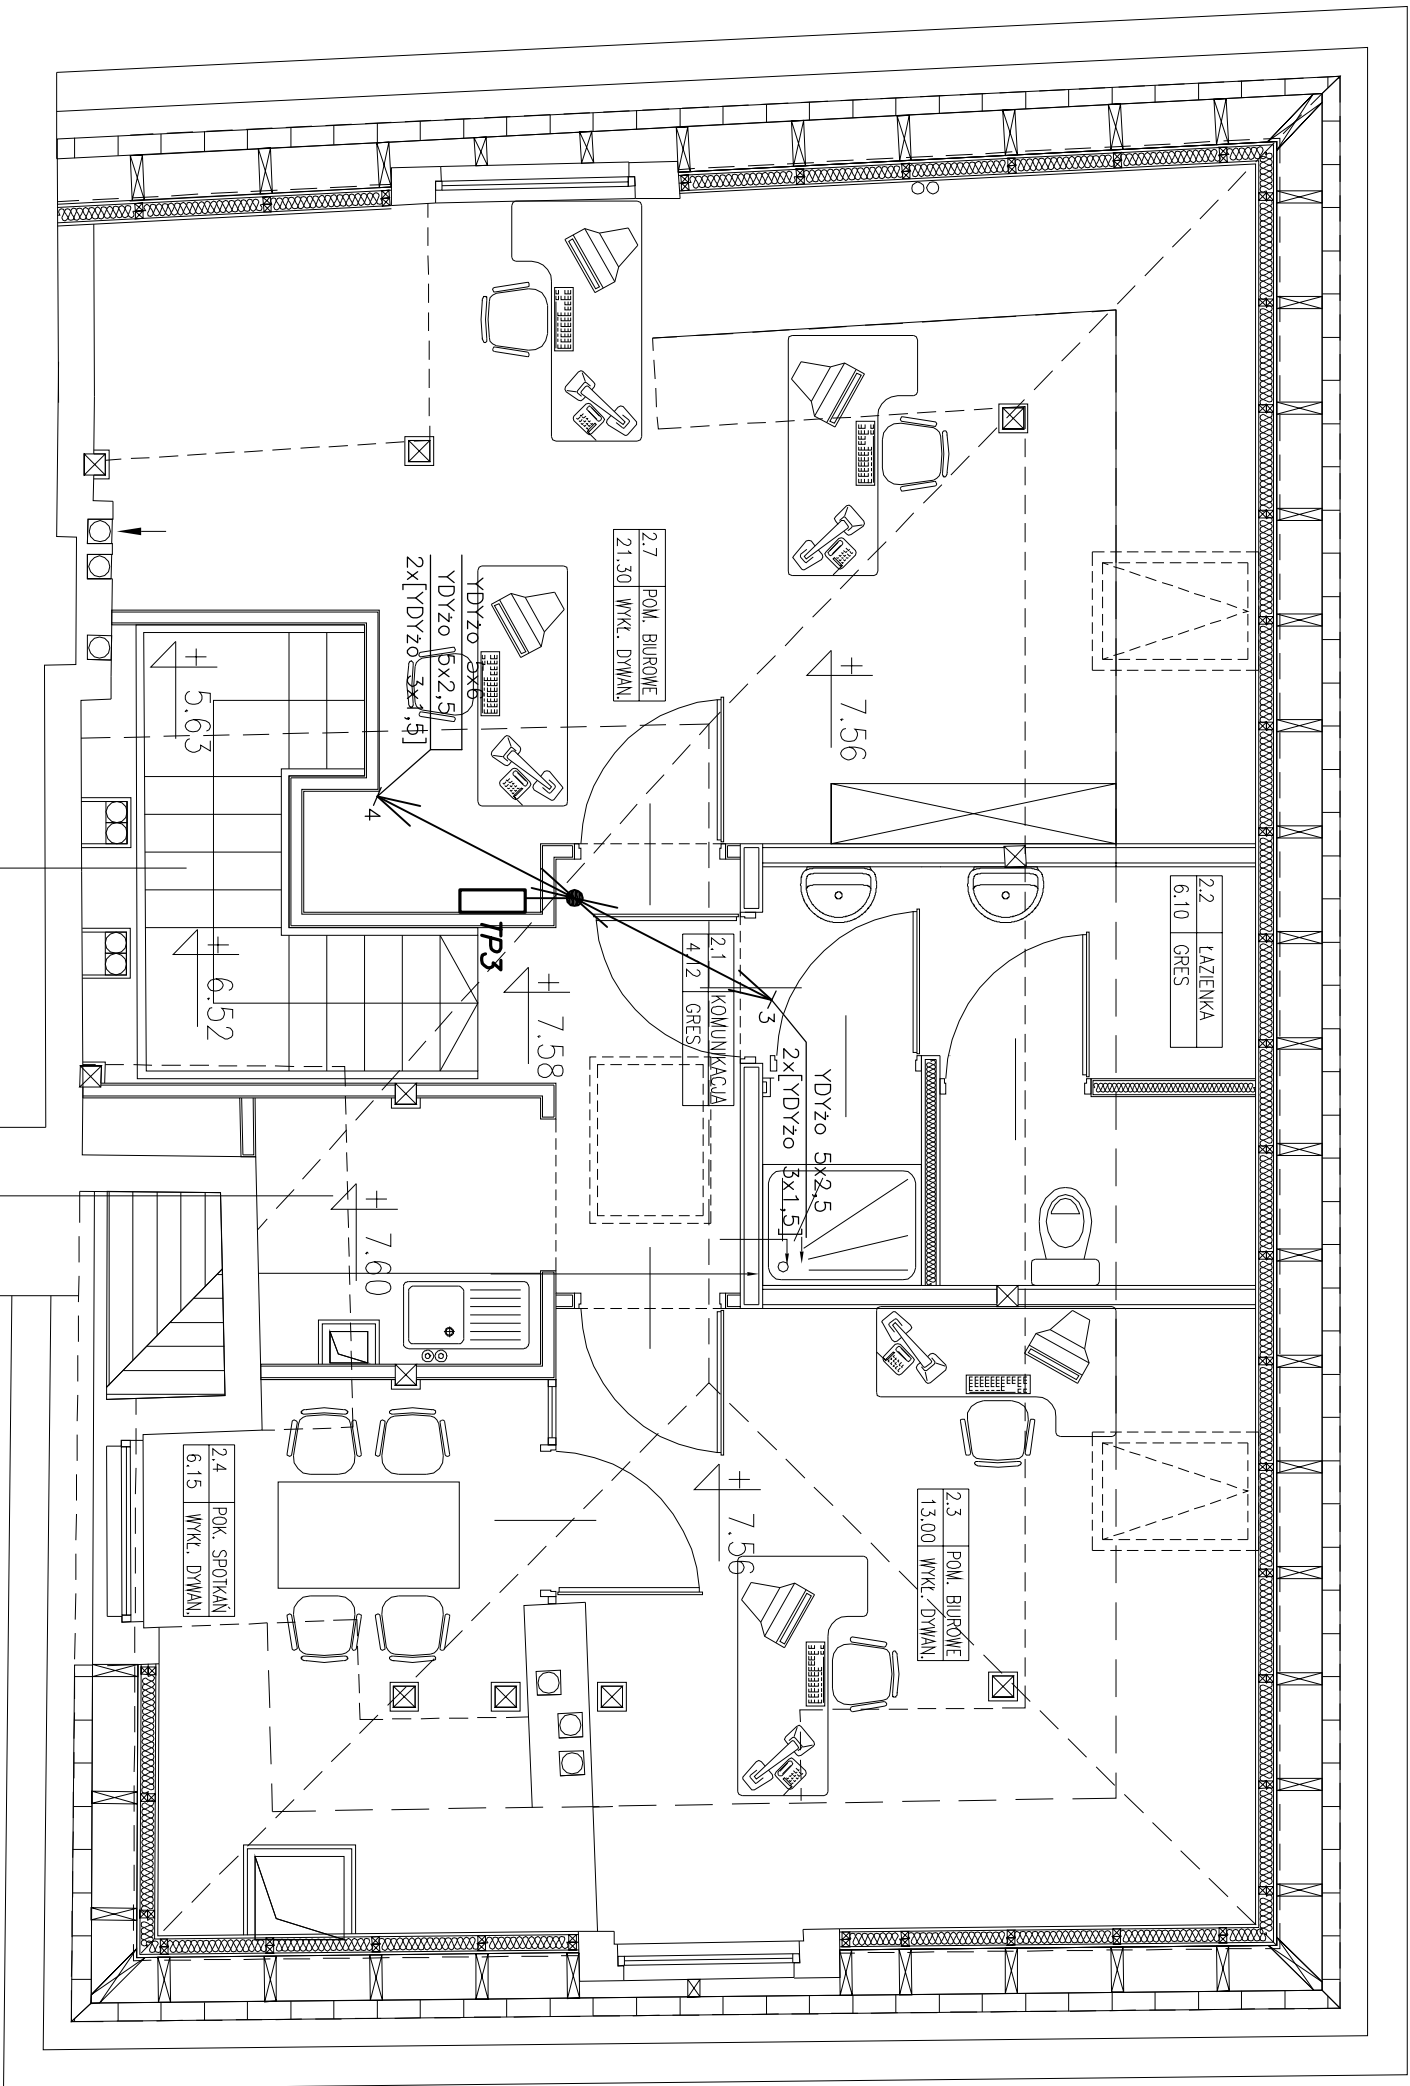 2.7 POM. BIUROWE
21.30 WYKŁ. DYWAN.
+ 7.56
YDYżo 5x6
YDYżo 5x2,5
2x[YDYżo 3x1,5]
+ 5.63
4
TP3
+ 6.52
+ 7.58
2.2 ŁAZIENKA
6.10 GRES
2.1 KOMUNIKACJA
4.12 GRES
3
YDYżo 5x2,5
2x[YDYżo 3x1,5]
+ 7.60
2.4 POK. SPOTKAŃ
6.15 WYKŁ. DYWAN.
+ 7.56
2.3 POM. BIUROWE
13.00 WYKŁ. DYWAN.